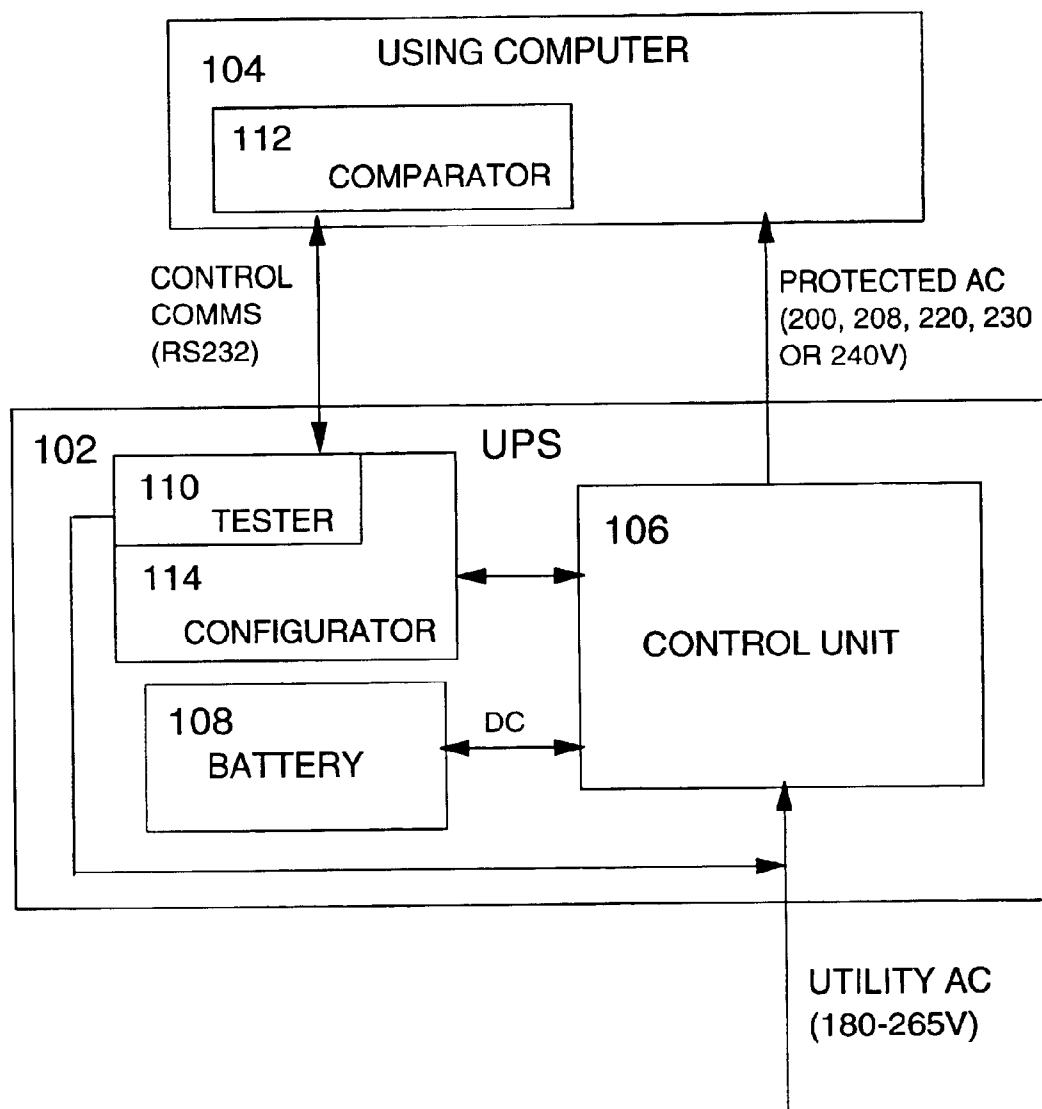 USING COMPUTER
104
112
COMPARATOR
CONTROL
COMMS
(RS232)
PROTECTED AC
(200, 208, 220, 230
OR 240V)
102
UPS
110
TESTER
106
114
CONFIGURATOR
CONTROL UNIT
108
BATTERY
DC
UTILITY AC
(180-265V)